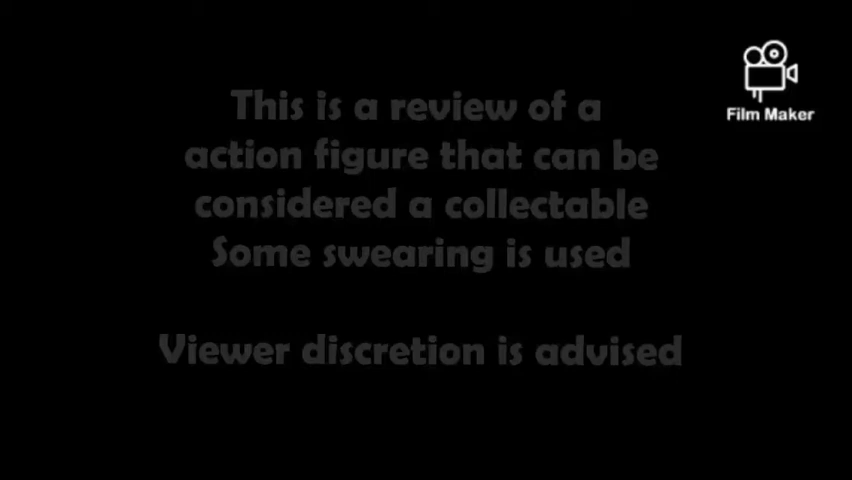 This is a review of a
action figure that can be
considered a collectable
Some swearing is used
Viewer discretion is advised
Film Maker